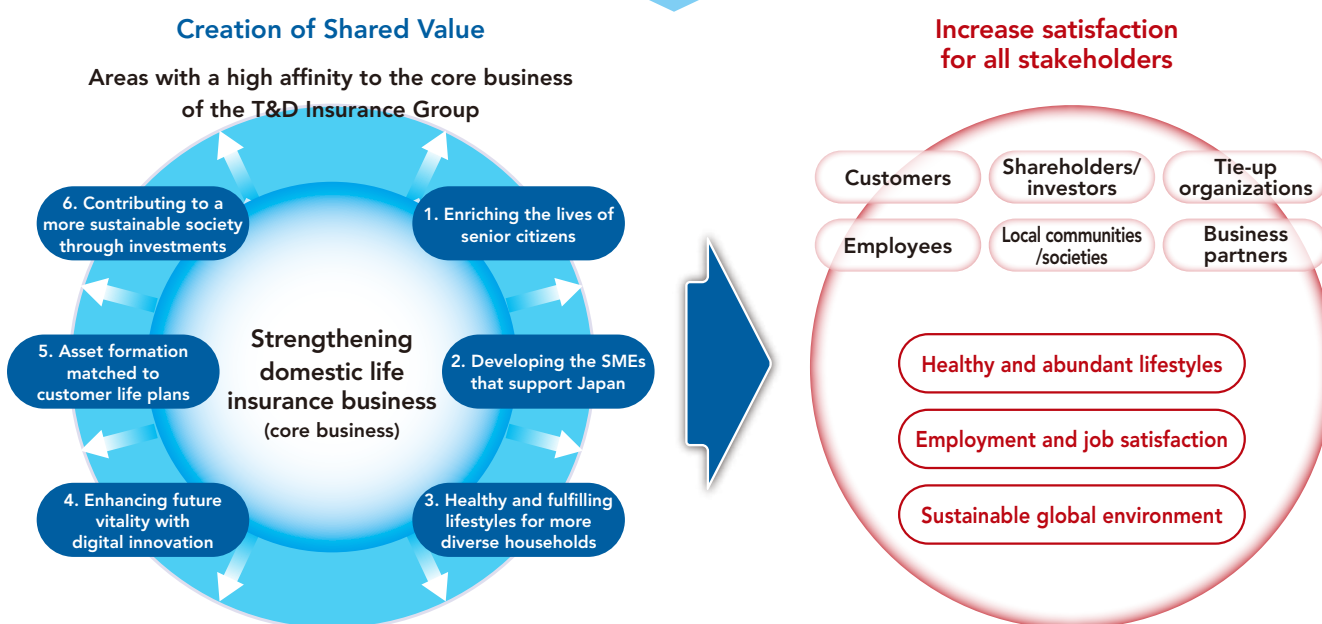 Creation of Shared Value
Areas with a high affinity to the core business
of the T&D Insurance Group
6. Contributing to a
more sustainable society
through investments
1. Enriching the lives of
senior citizens
5. Asset formation
matched to
customer life plans
Strengthening
domestic life
insurance business
(core business)
2. Developing the SMEs
that support Japan
4. Enhancing future
vitality with
digital innovation
3. Healthy and fulfilling
lifestyles for more
diverse households
Increase satisfaction
for all stakeholders
Customers
Shareholders/
investors
Tie-up
organizations
Employees
Local communities
/societies
Business
partners
Healthy and abundant lifestyles
Employment and job satisfaction
Sustainable global environment